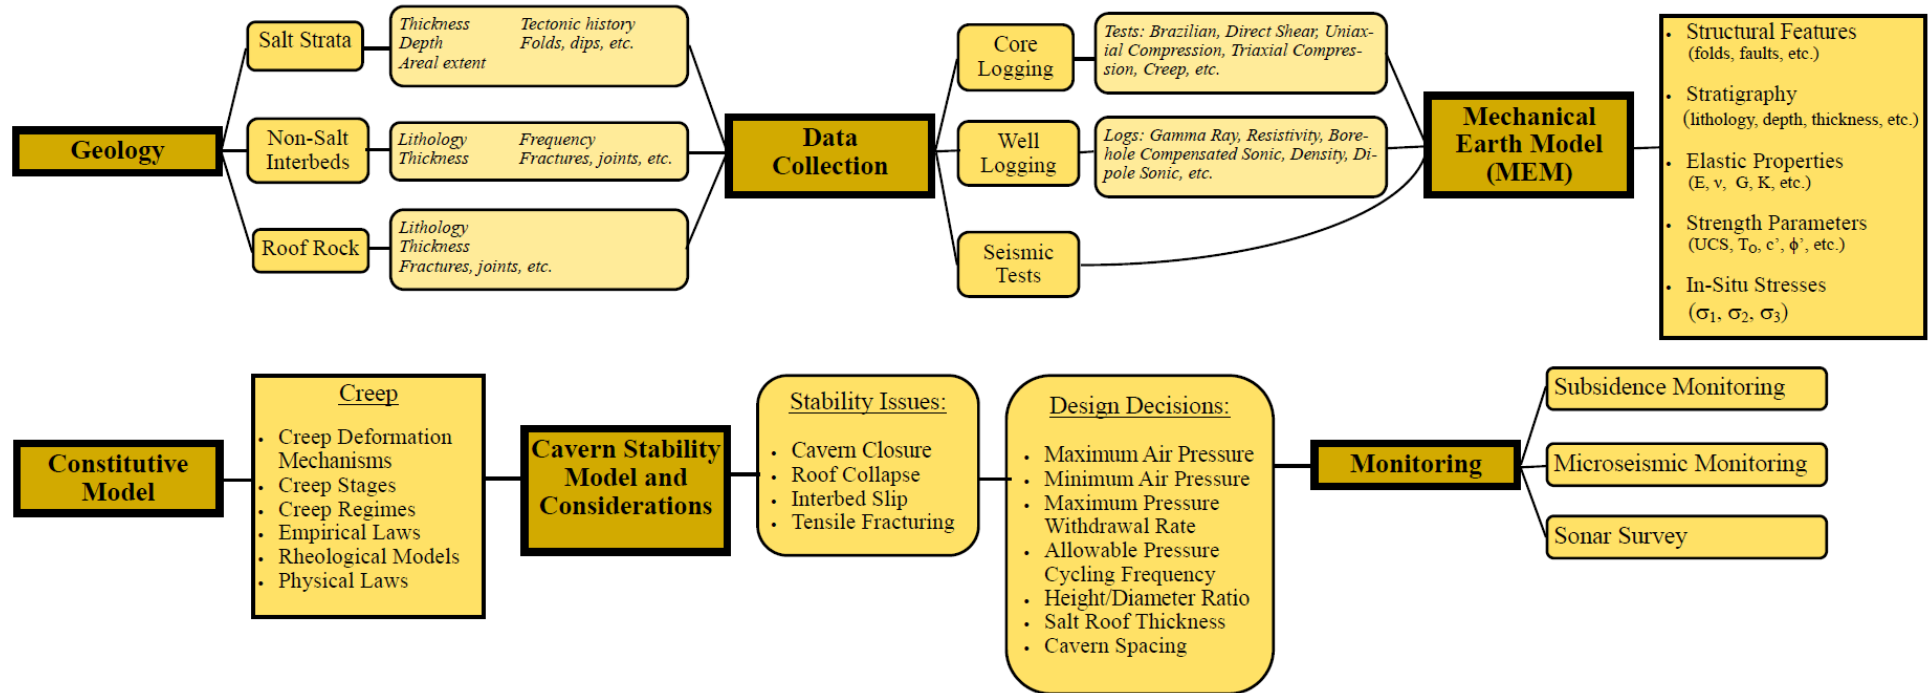 Geology
Salt Strata
Thickness
Depth
Areal extent
Tectonic history
Folds, dips, etc.
Non-Salt
Interbeds
Lithology
Thickness
Frequency
Fractures, joints, etc.
Roof Rock
Lithology
Thickness
Fractures, joints, etc.
Data
Collection
Core
Logging
Tests: Brazilian, Direct Shear, Uniax-
ial Compression, Triaxial Compres-
sion, Creep, etc.
Well
Logging
Logs: Gamma Ray, Resistivity, Bore-
hole Compensated Sonic, Density, Di-
pole Sonic, etc.
Seismic
Tests
Mechanical
Earth Model
(MEM)
• Structural Features
(folds, faults, etc.)
• Stratigraphy
(lithology, depth, thickness, etc.)
• Elastic Properties
(E, ν, G, K, etc.)
• Strength Parameters
(UCS, T₀, c’, ϕ’, etc.)
• In-Situ Stresses
(σ₁, σ₂, σ₃)
Constitutive
Model
Creep
• Creep Deformation
Mechanisms
• Creep Stages
• Creep Regimes
• Empirical Laws
• Rheological Models
• Physical Laws
Cavern Stability
Model and
Considerations
Stability Issues:
• Cavern Closure
• Roof Collapse
• Interbed Slip
• Tensile Fracturing
Design Decisions:
• Maximum Air Pressure
• Minimum Air Pressure
• Maximum Pressure
Withdrawal Rate
• Allowable Pressure
Cycling Frequency
• Height/Diameter Ratio
• Salt Roof Thickness
• Cavern Spacing
Monitoring
Subsidence Monitoring
Microseismic Monitoring
Sonar Survey